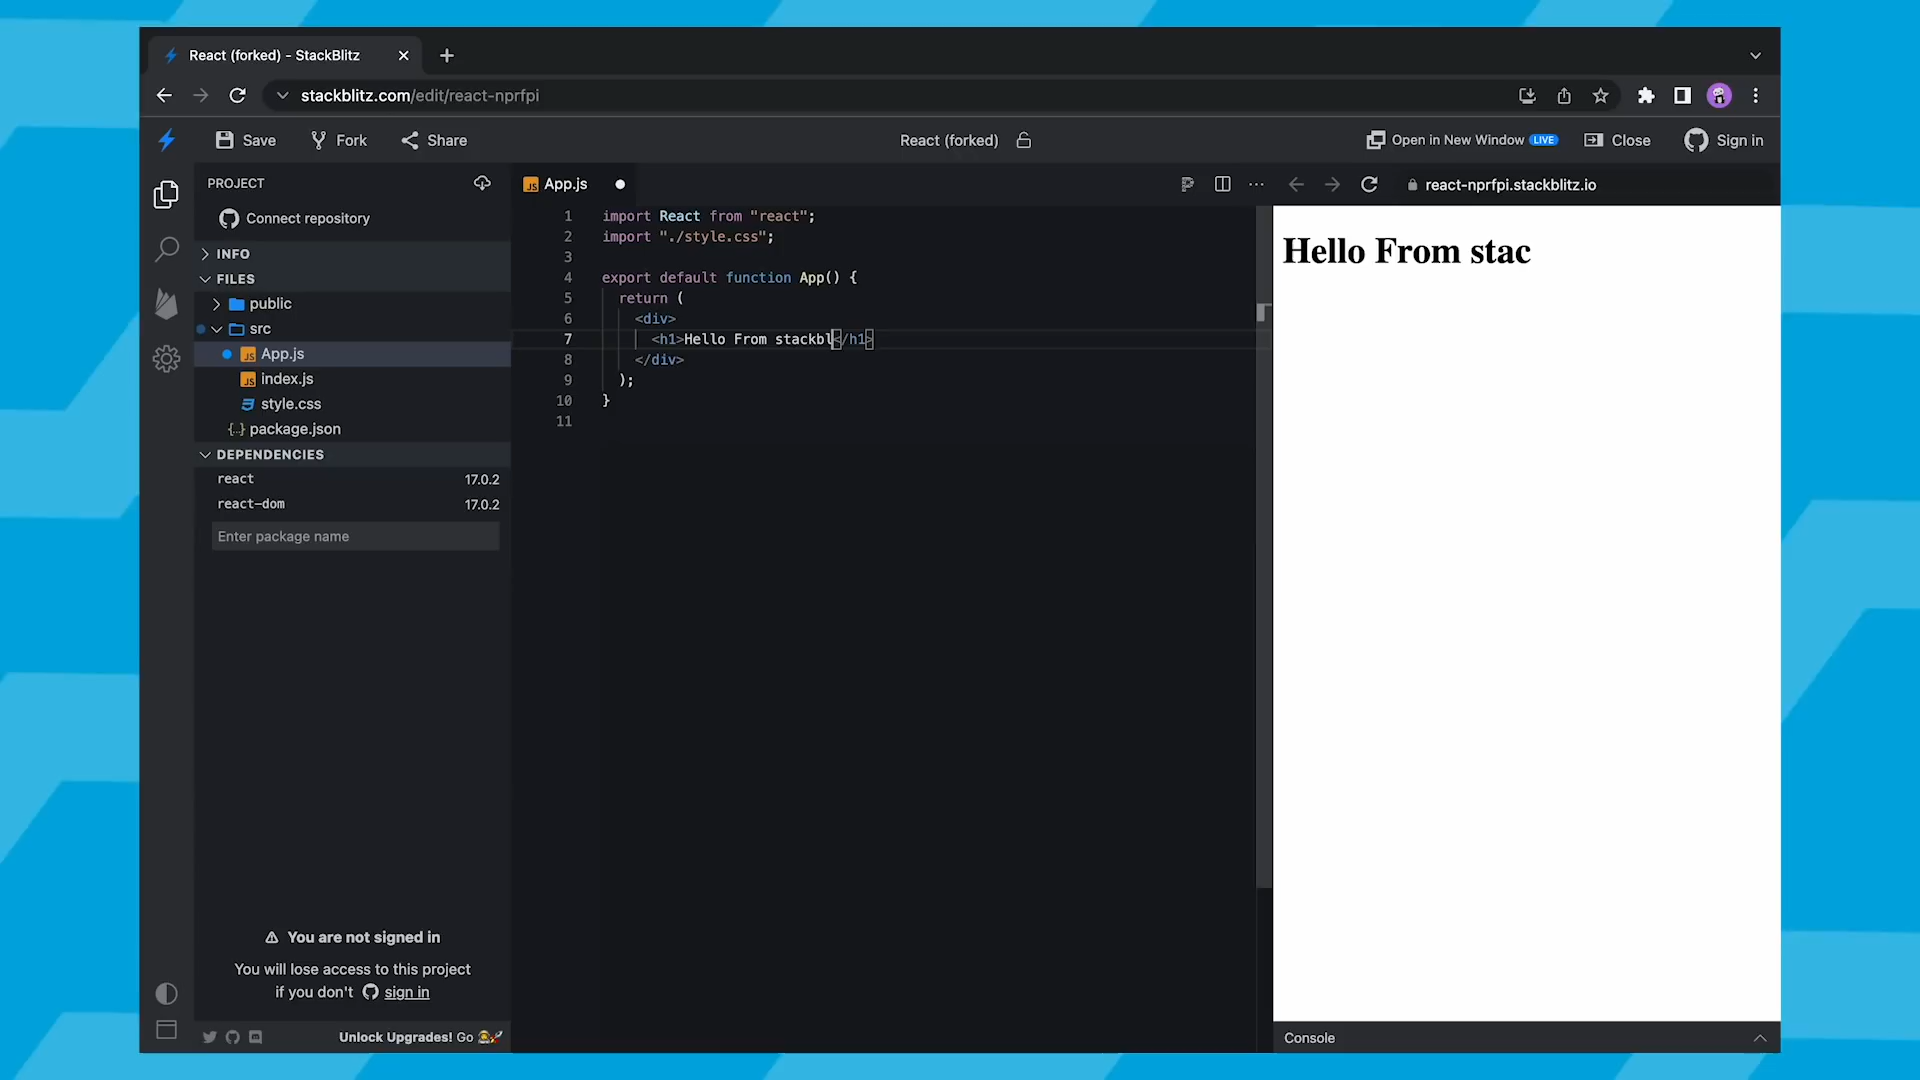 React (forked) - StackBlitz
stackblitz.com/edit/react-nprfpi
Save
Fork
Share
React (forked)
Open in New Window LIVE
Close
Sign in
PROJECT
Connect repository
INFO
FILES
public
src
JS App.js
JS index.js
style.css
{..} package.json
DEPENDENCIES
react 17.0.2
react-dom 17.0.2
Enter package name
You are not signed in
You will lose access to this project
if you don't sign in
Unlock Upgrades! Go
JS App.js
1 import React from "react";
2 import "./style.css";
3
4 export default function App() {
5 return (
6 <div>
7 <h1>Hello From stackbl</h1>
8 </div>
9 );
10 }
11
react-nprfpi.stackblitz.io
Hello From stac
Console